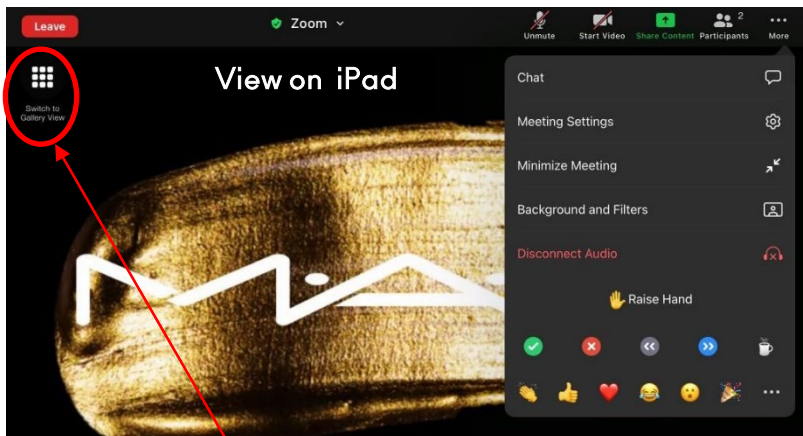 Leave
Zoom
Unmute
Start Video
Share Content
Participants
2
More
Switch to
Gallery View
View on iPad
Chat
Meeting Settings
Minimize Meeting
Background and Filters
Disconnect Audio
Raise Hand
M·A